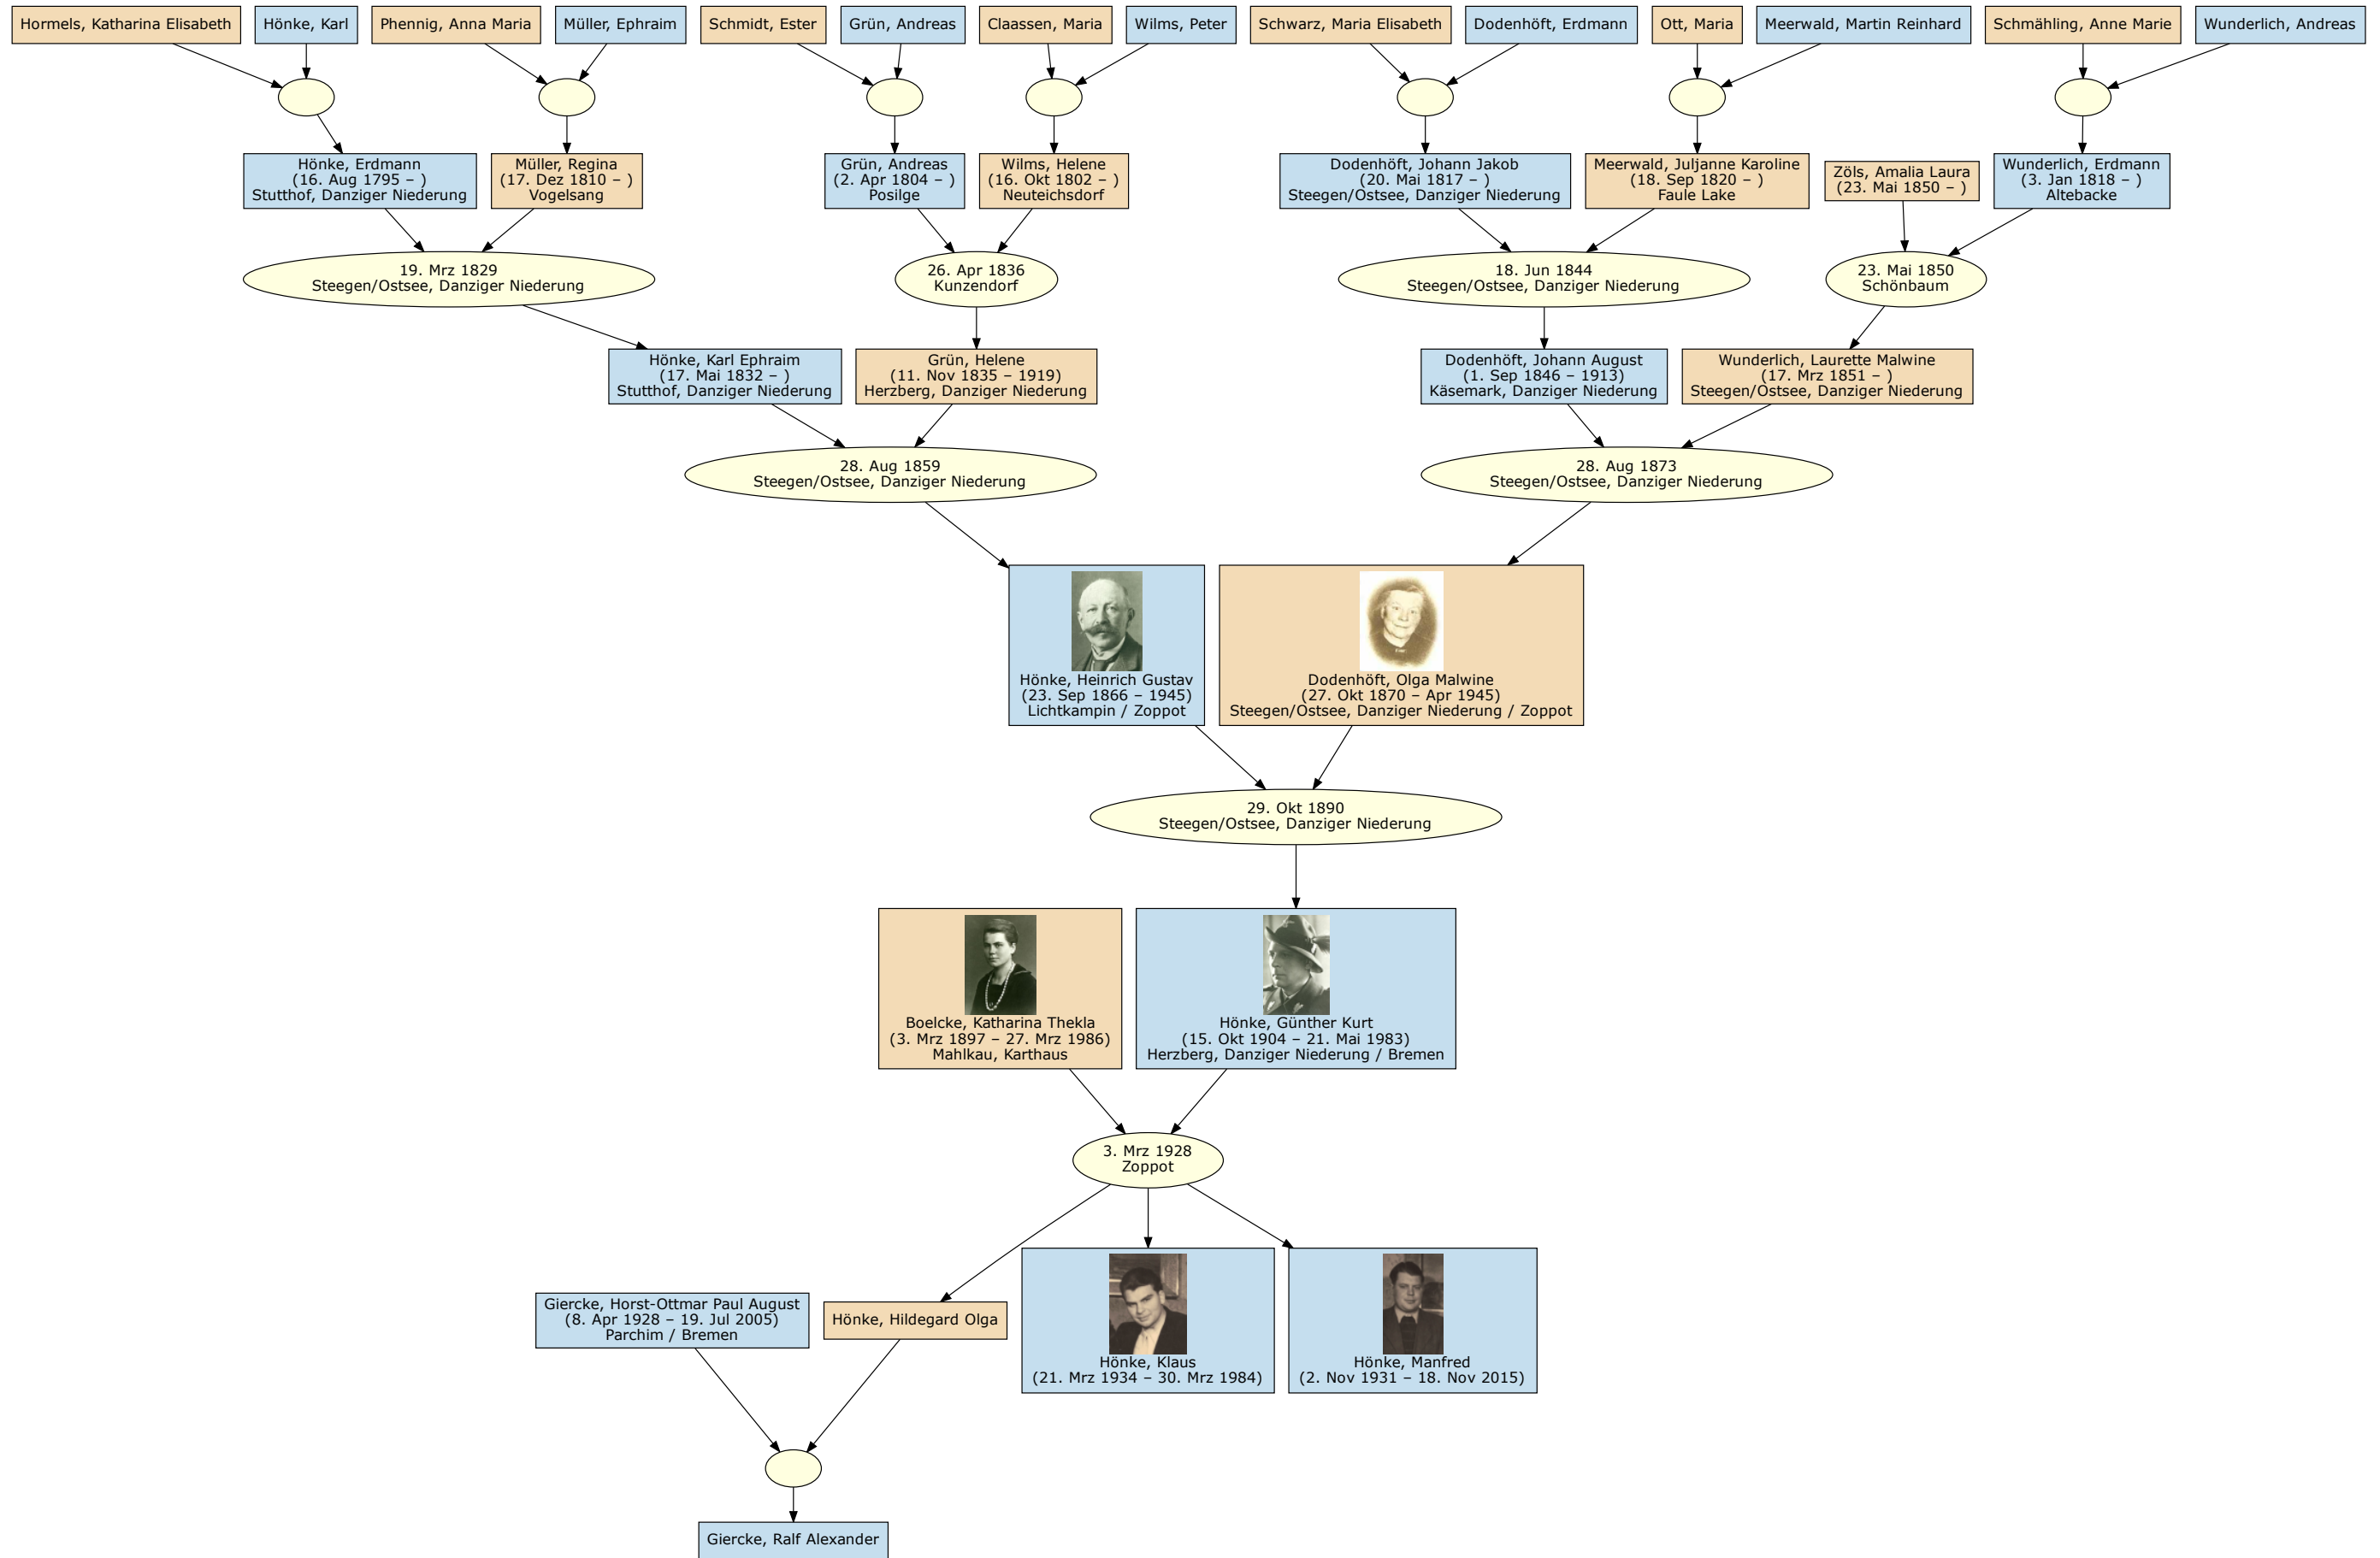 Hormels, Katharina Elisabeth
Hönke, Karl
Phennig, Anna Maria
Müller, Ephraim
Schmidt, Ester
Grün, Andreas
Claassen, Maria
Wilms, Peter
Schwarz, Maria Elisabeth
Dodenhöft, Erdmann
Ott, Maria
Meerwald, Martin Reinhard
Schmähling, Anne Marie
Wunderlich, Andreas
Hönke, Erdmann
(16. Aug 1795 – )
Stutthof, Danziger Niederung
Müller, Regina
(17. Dez 1810 – )
Vogelsang
Grün, Andreas
(2. Apr 1804 – )
Posilge
Wilms, Helene
(16. Okt 1802 – )
Neuteichsdorf
Dodenhöft, Johann Jakob
(20. Mai 1817 – )
Steegen/Ostsee, Danziger Niederung
Meerwald, Juljanne Karoline
(18. Sep 1820 – )
Faule Lake
Zöls, Amalia Laura
(23. Mai 1850 – )
Wunderlich, Erdmann
(3. Jan 1818 – )
Altebacke
19. Mrz 1829
Steegen/Ostsee, Danziger Niederung
26. Apr 1836
Kunzendorf
18. Jun 1844
Steegen/Ostsee, Danziger Niederung
23. Mai 1850
Schönbaum
Hönke, Karl Ephraim
(17. Mai 1832 – )
Stutthof, Danziger Niederung
Grün, Helene
(11. Nov 1835 – 1919)
Herzberg, Danziger Niederung
Dodenhöft, Johann August
(1. Sep 1846 – 1913)
Käsemark, Danziger Niederung
Wunderlich, Laurette Malwine
(17. Mrz 1851 – )
Steegen/Ostsee, Danziger Niederung
28. Aug 1859
Steegen/Ostsee, Danziger Niederung
28. Aug 1873
Steegen/Ostsee, Danziger Niederung
Hönke, Heinrich Gustav
(23. Sep 1866 – 1945)
Lichtkampin / Zoppot
Dodenhöft, Olga Malwine
(27. Okt 1870 – Apr 1945)
Steegen/Ostsee, Danziger Niederung / Zoppot
29. Okt 1890
Steegen/Ostsee, Danziger Niederung
Boelcke, Katharina Thekla
(3. Mrz 1897 – 27. Mrz 1986)
Mahlkau, Karthaus
Hönke, Günther Kurt
(15. Okt 1904 – 21. Mai 1983)
Herzberg, Danziger Niederung / Bremen
3. Mrz 1928
Zoppot
Giercke, Horst-Ottmar Paul August
(8. Apr 1928 – 19. Jul 2005)
Parchim / Bremen
Hönke, Hildegard Olga
Hönke, Klaus
(21. Mrz 1934 – 30. Mrz 1984)
Hönke, Manfred
(2. Nov 1931 – 18. Nov 2015)
Giercke, Ralf Alexander